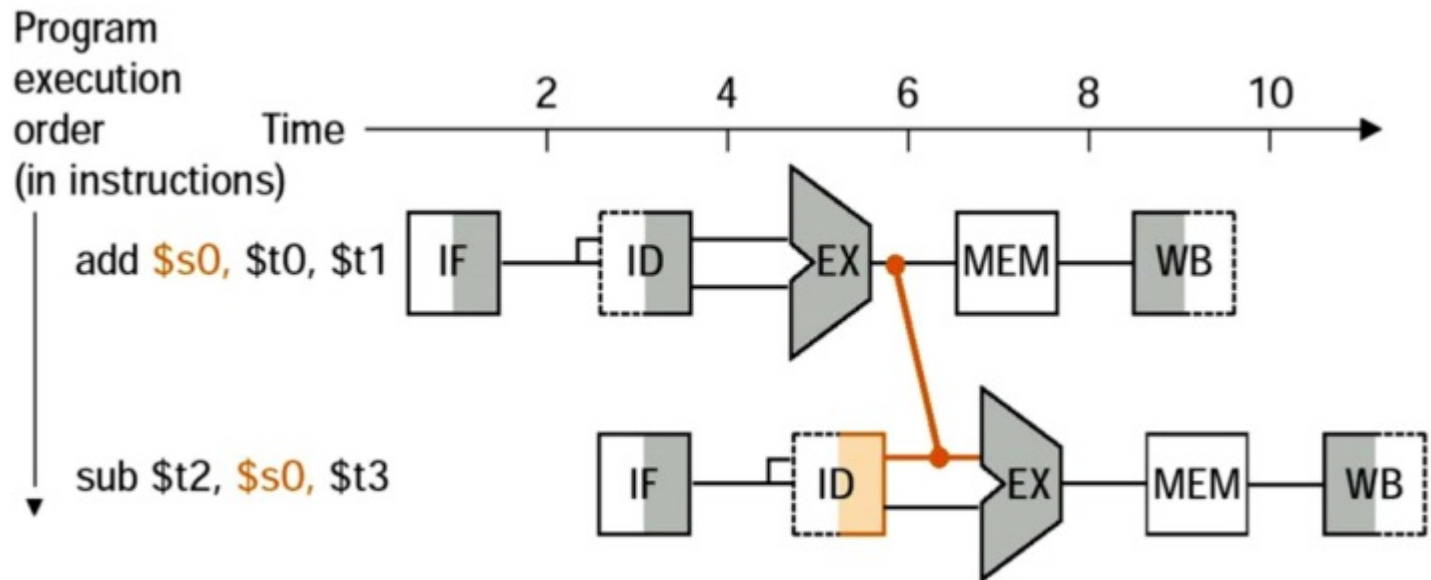 Program
execution
order Time 2 4 6 8 10
(in instructions)
add $s0, $t0, $t1 IF ID EX MEM WB
sub $t2, $s0, $t3 IF ID EX MEM WB